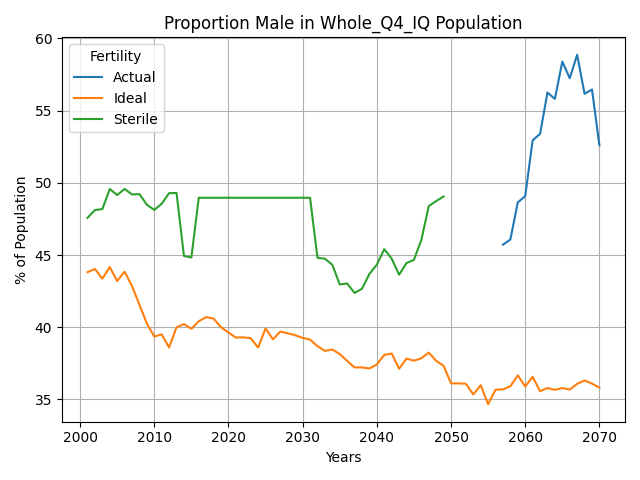 Proportion Male in Whole_Q4_IQ Population
Fertility
Actual
Ideal
Sterile
% of Population
60
55
50
45
40
35
2000 2010 2020 2030 2040 2050 2060 2070
Years